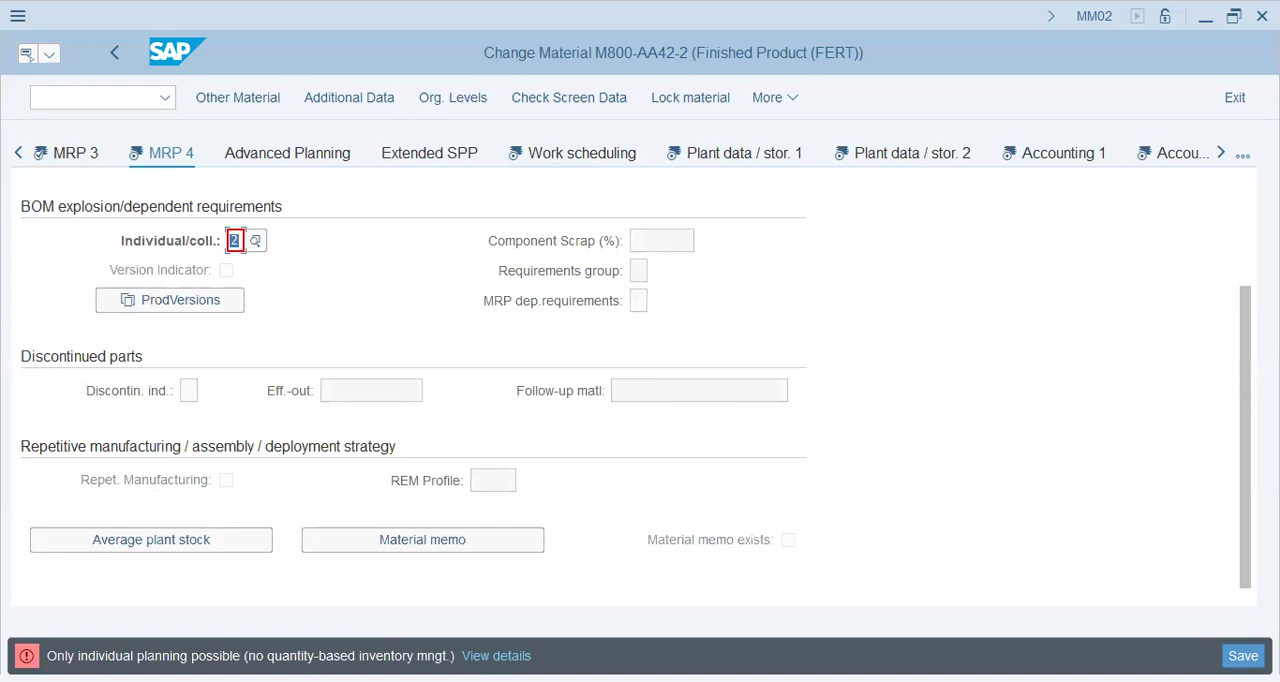 MM02
SAP
Change Material M800-AA42-2 (Finished Product (FERT))
Other Material Additional Data Org. Levels Check Screen Data Lock material More Exit
MRP 3 MRP 4 Advanced Planning Extended SPP Work scheduling Plant data / stor. 1 Plant data / stor. 2 Accounting 1 Accou...
BOM explosion/dependent requirements
Individual/coll.: 2 Component Scrap (%):
Version Indicator: Requirements group:
ProdVersions MRP dep.requirements:
Discontinued parts
Discontin. ind.: Eff.-out: Follow-up matl:
Repetitive manufacturing / assembly / deployment strategy
Repet. Manufacturing: REM Profile:
Average plant stock Material memo Material memo exists:
Only individual planning possible (no quantity-based inventory mngt.) View details Save